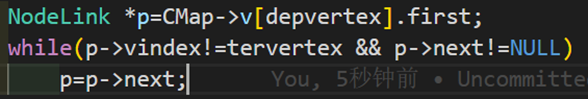 NodeLink *p=CMap->v[depvertex].first;
while(p->vindex!=tervertex && p->next!=NULL)
p=p->next; You, 5秒钟前 • Uncommitte